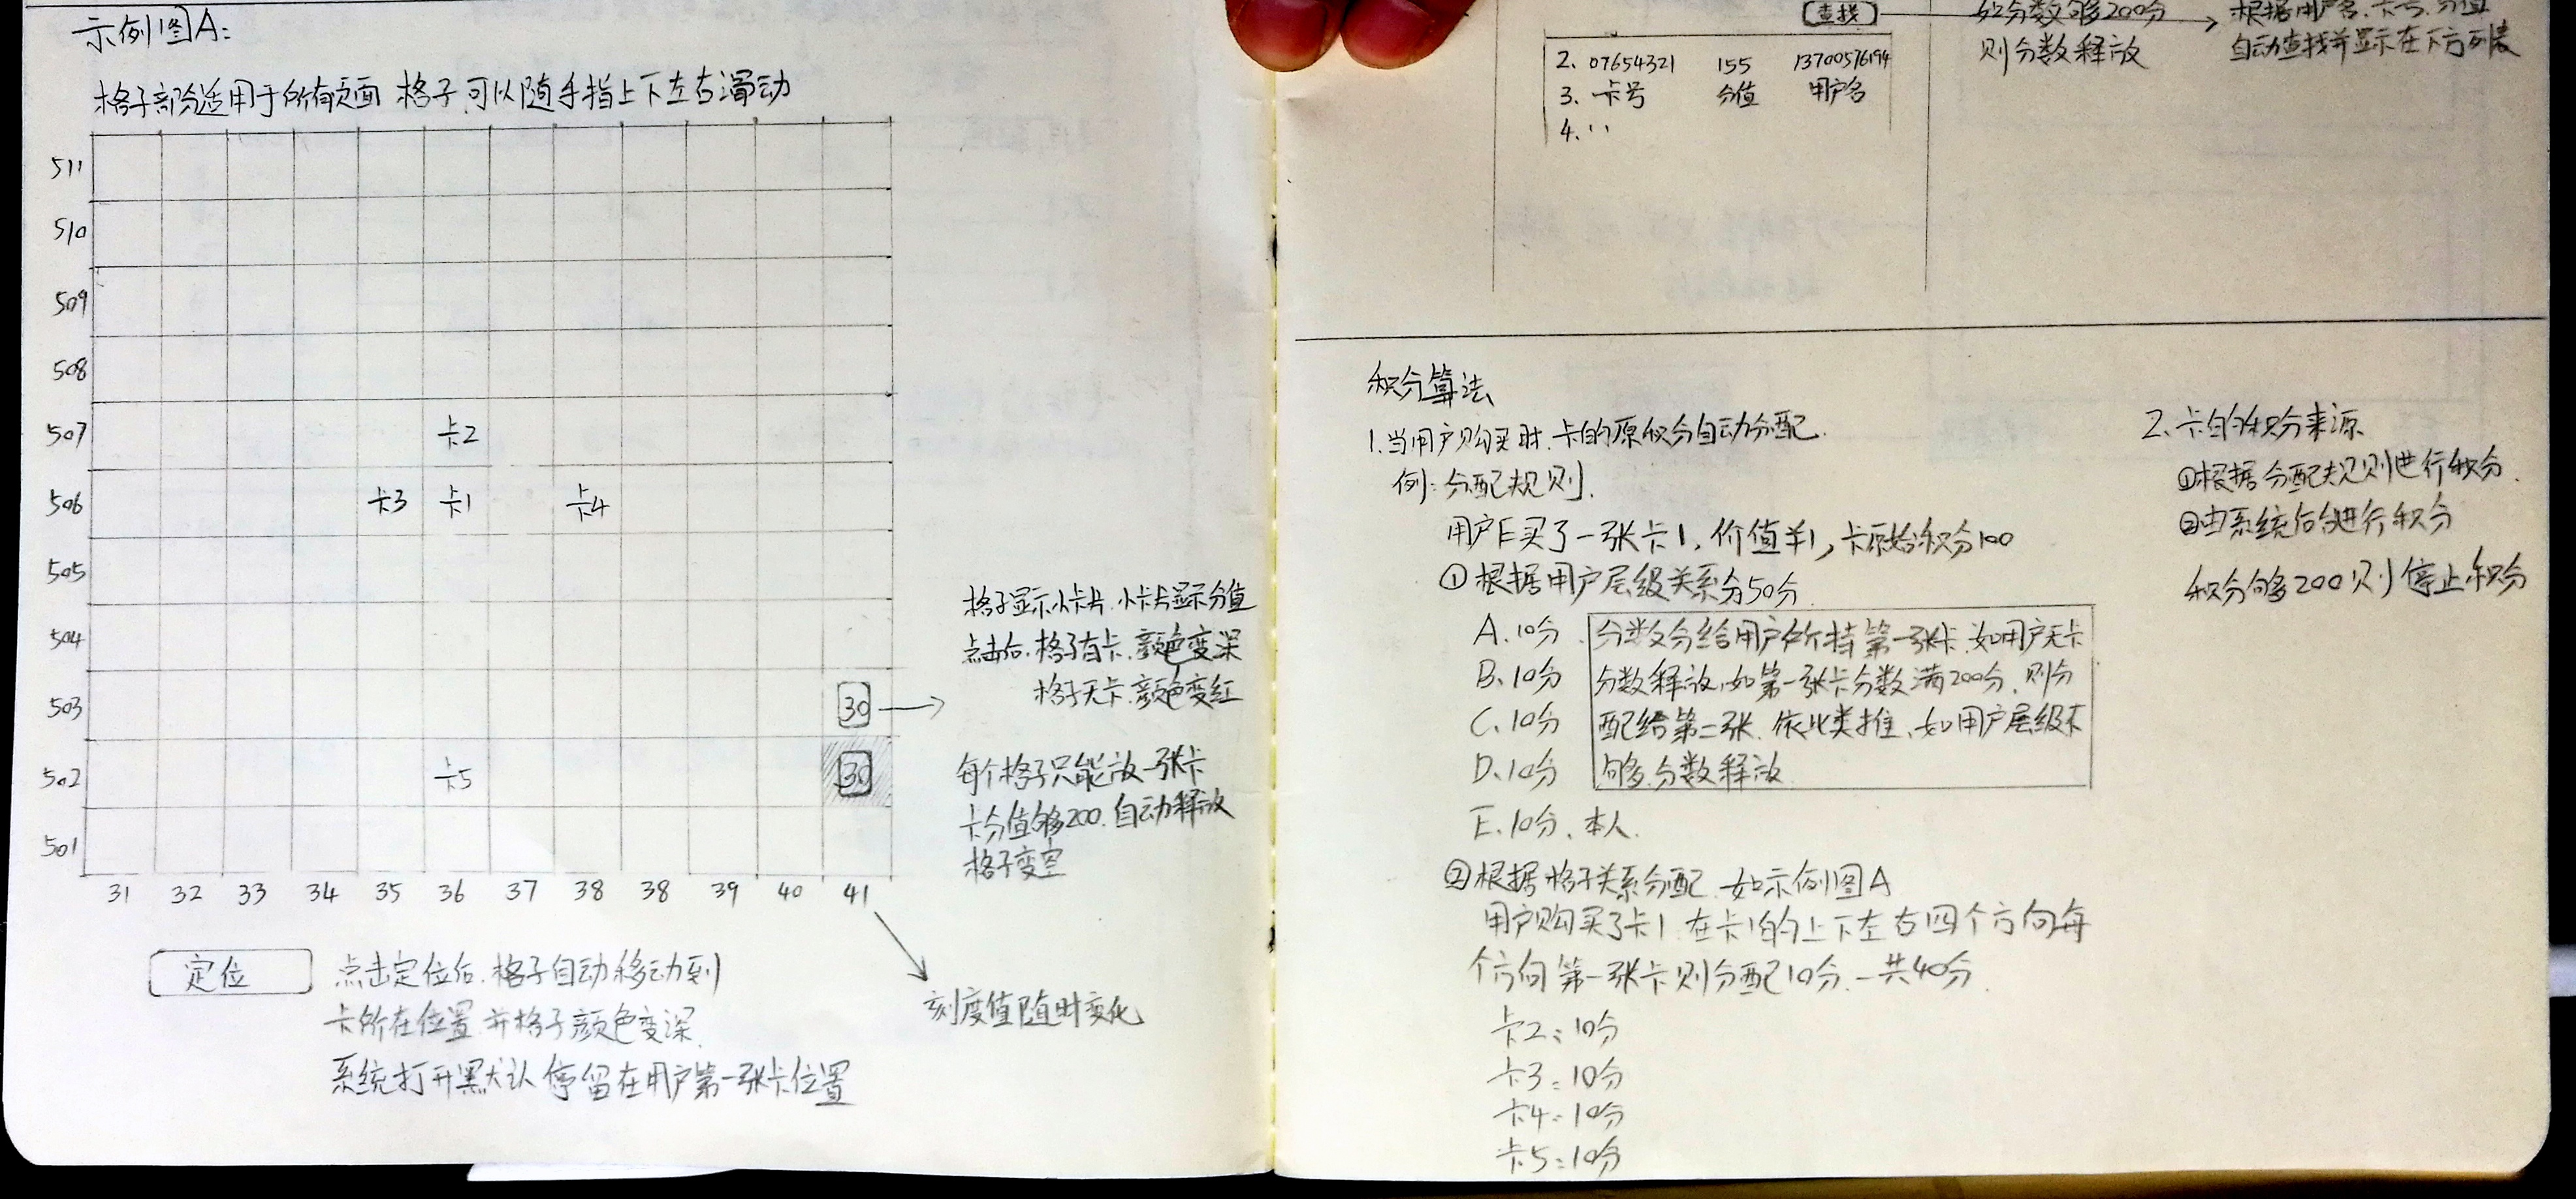 示例图A:
格子部分适用于所有页面 格子可以随手指上下左右滑动
511
510
509
508
507 卡2
506 卡3 卡1 卡4
505
504
503 30
502 卡5 30
501
31 32 33 34 35 36 37 38 38 39 40 41
格子显示小卡片.小卡片显示分值
点击后.格子有卡.颜色变深
格子无卡.颜色变红
每个格子只能放一张卡
卡分值够200.自动释放
格子变空
刻度值随时变化
定位
点击定位后.格子自动移动到
卡所在位置.并格子颜色变深.
系统打开黑犬认停留在用户第一张卡位置
查找
如分数够200分
则分数释放
根据用户名.卡号.分值
自动查找并显示在下方列表
2. 07654321 155 13700576194
3. 卡号 分值 用户名
4. ''
积分算法
1.当用户购买时.卡的原积分自动分配.
例:分配规则.
用户E买了一张卡1,价值¥1,卡原始积分100
①根据用户层级关系分50分.
A.10分
B、10分
C、10分
D、10分
E、10分、本人.
分数分给用户所持第一张卡.如用户无卡
分数释放,如第一张卡分数满200分.则分
配给第二张.依此类推、如用户层级不
够.分数释放
②根据格子关系分配.如示例图A
用户购买了卡1.在卡1的上下左右四个方向每
个方向第一张卡则分配10分.一共40分.
卡2:10分
卡3:10分
卡4:10分
卡5:10分
2、卡的积分来源
①根据分配规则进行积分.
②由系统后台进行积分
积分够200则停止积分